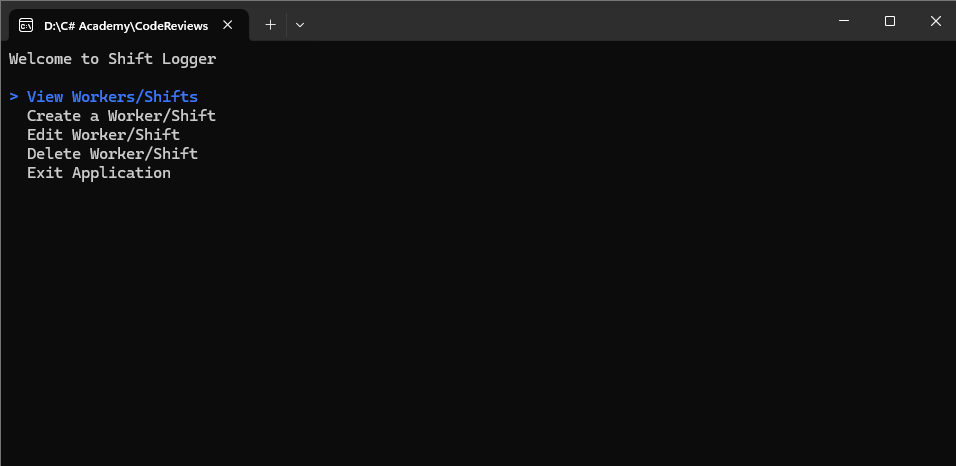 D:\C# Academy\CodeReviews
Welcome to Shift Logger
> View Workers/Shifts
Create a Worker/Shift
Edit Worker/Shift
Delete Worker/Shift
Exit Application